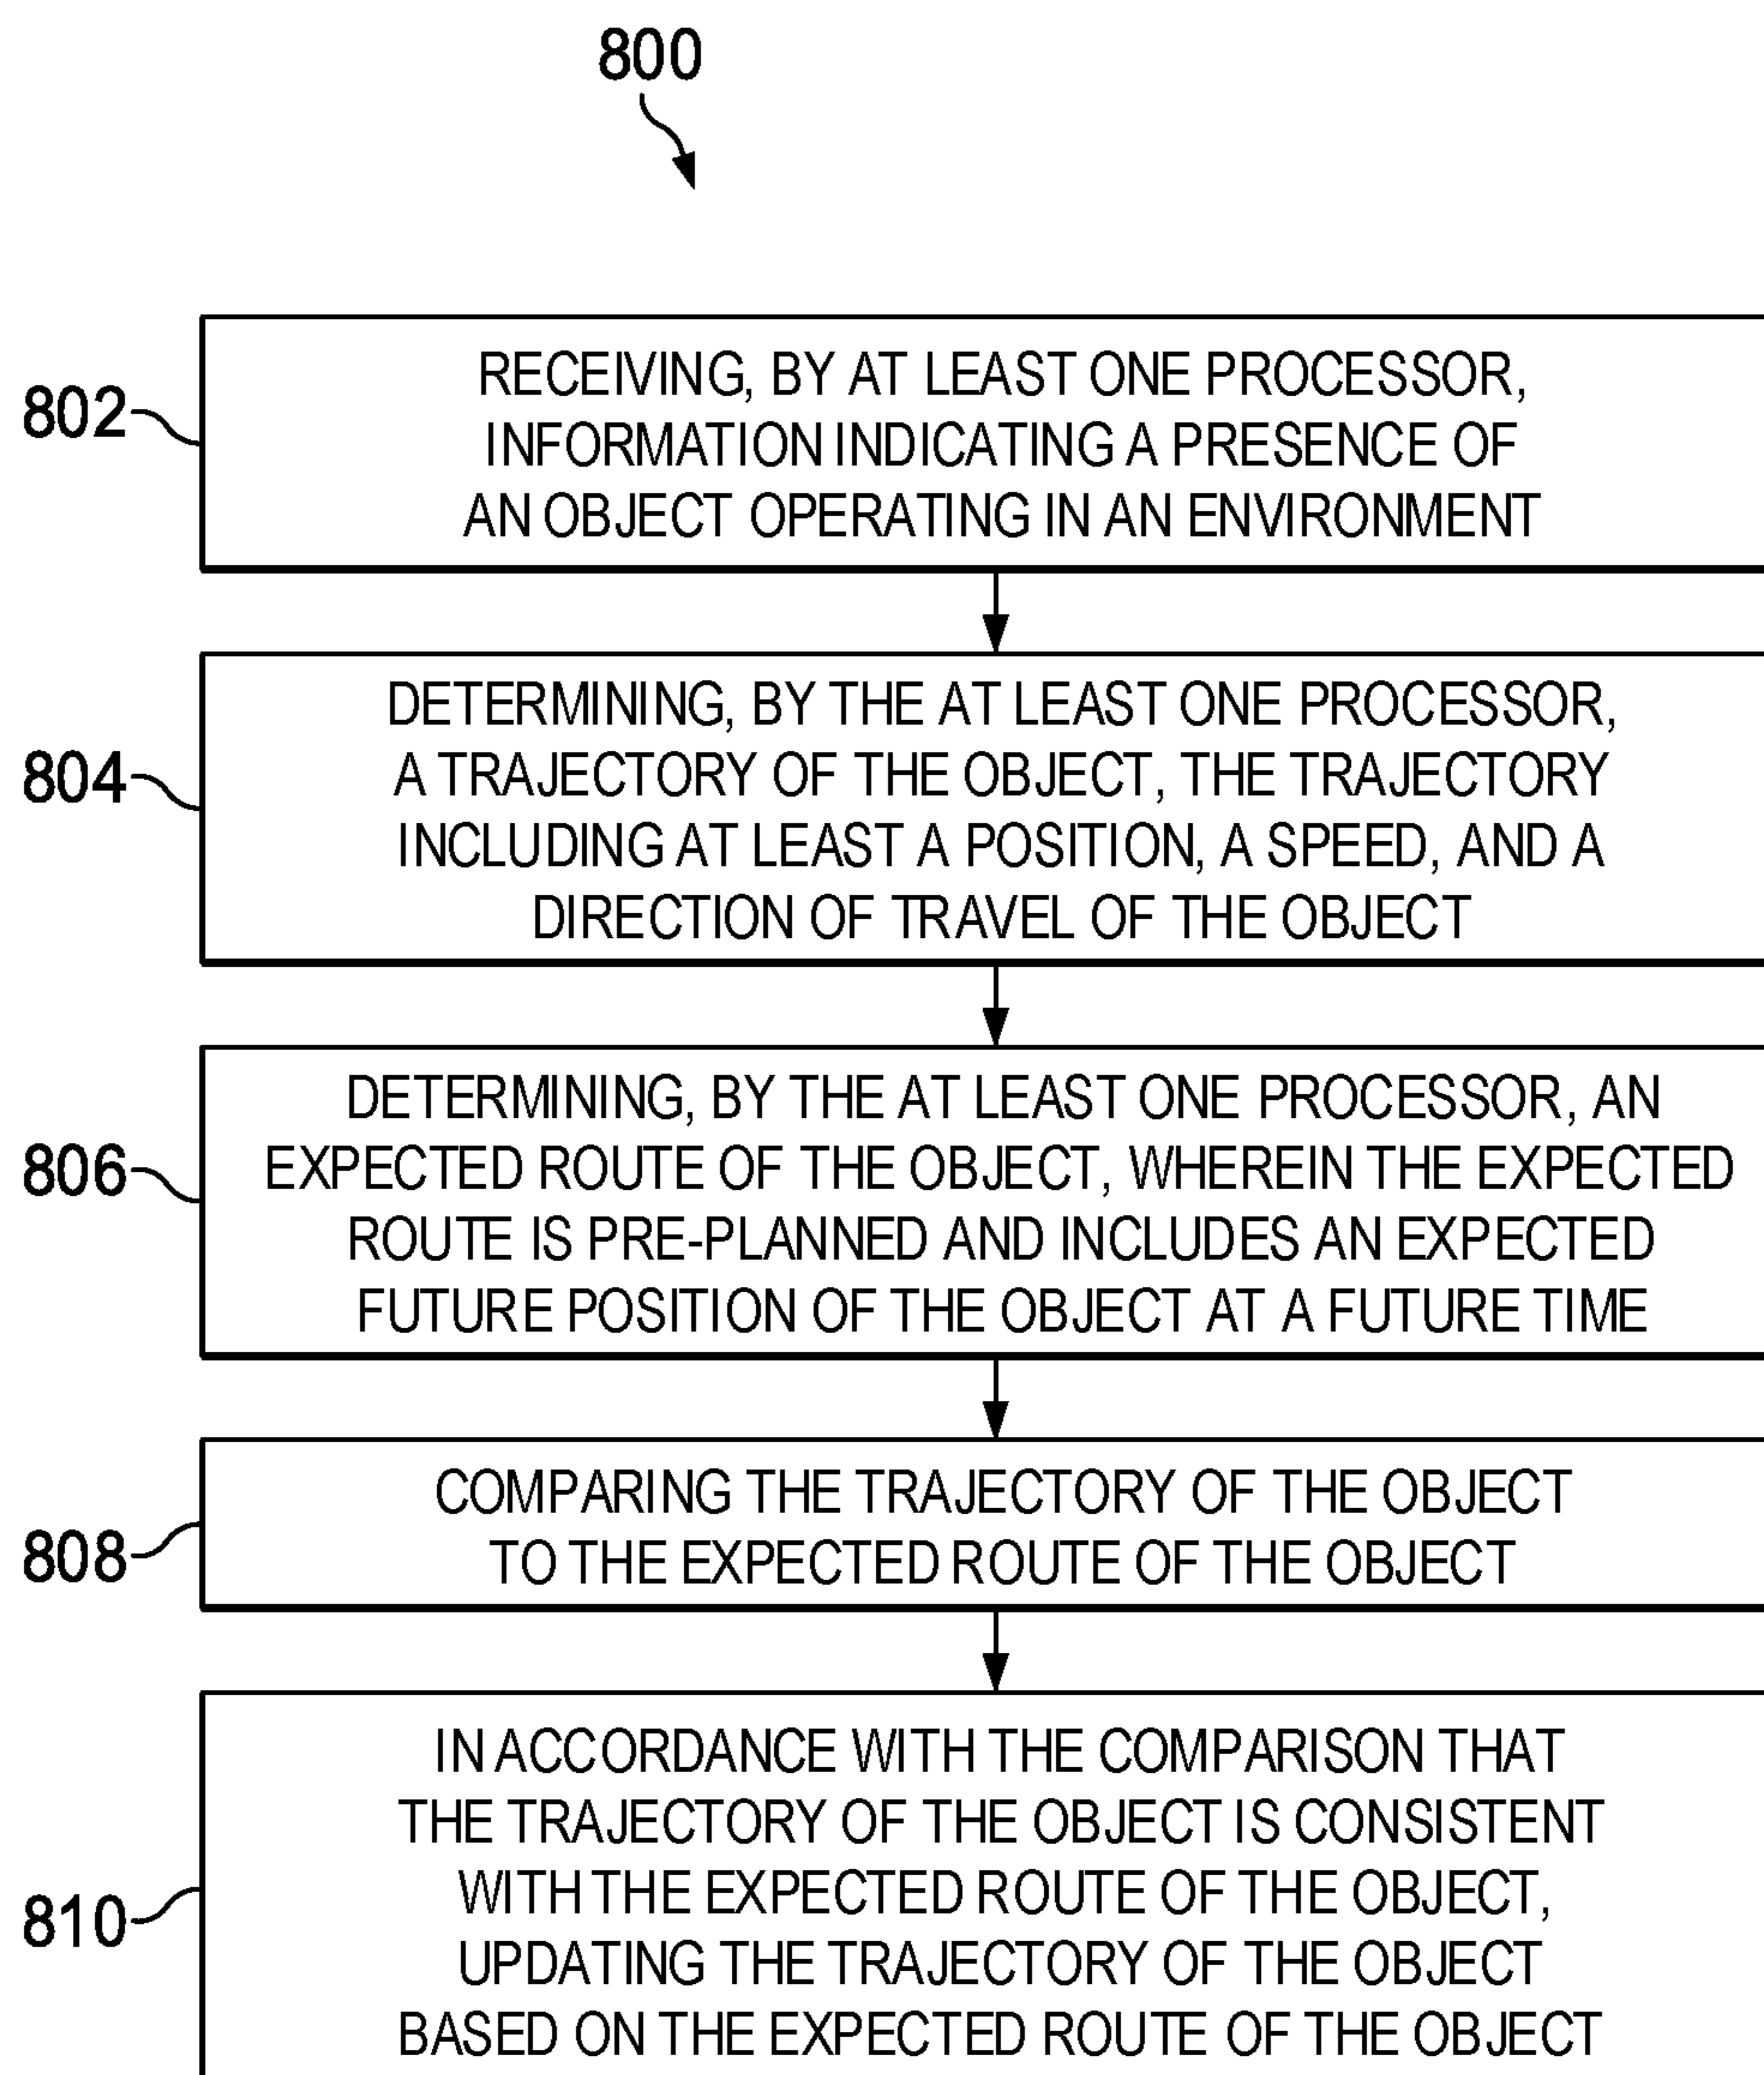 800
802
RECEIVING, BY AT LEAST ONE PROCESSOR,
INFORMATION INDICATING A PRESENCE OF
AN OBJECT OPERATING IN AN ENVIRONMENT
804
DETERMINING, BY THE AT LEAST ONE PROCESSOR,
A TRAJECTORY OF THE OBJECT, THE TRAJECTORY
INCLUDING AT LEAST A POSITION, A SPEED, AND A
DIRECTION OF TRAVEL OF THE OBJECT
806
DETERMINING, BY THE AT LEAST ONE PROCESSOR, AN
EXPECTED ROUTE OF THE OBJECT, WHEREIN THE EXPECTED
ROUTE IS PRE-PLANNED AND INCLUDES AN EXPECTED
FUTURE POSITION OF THE OBJECT AT A FUTURE TIME
808
COMPARING THE TRAJECTORY OF THE OBJECT
TO THE EXPECTED ROUTE OF THE OBJECT
810
IN ACCORDANCE WITH THE COMPARISON THAT
THE TRAJECTORY OF THE OBJECT IS CONSISTENT
WITH THE EXPECTED ROUTE OF THE OBJECT,
UPDATING THE TRAJECTORY OF THE OBJECT
BASED ON THE EXPECTED ROUTE OF THE OBJECT